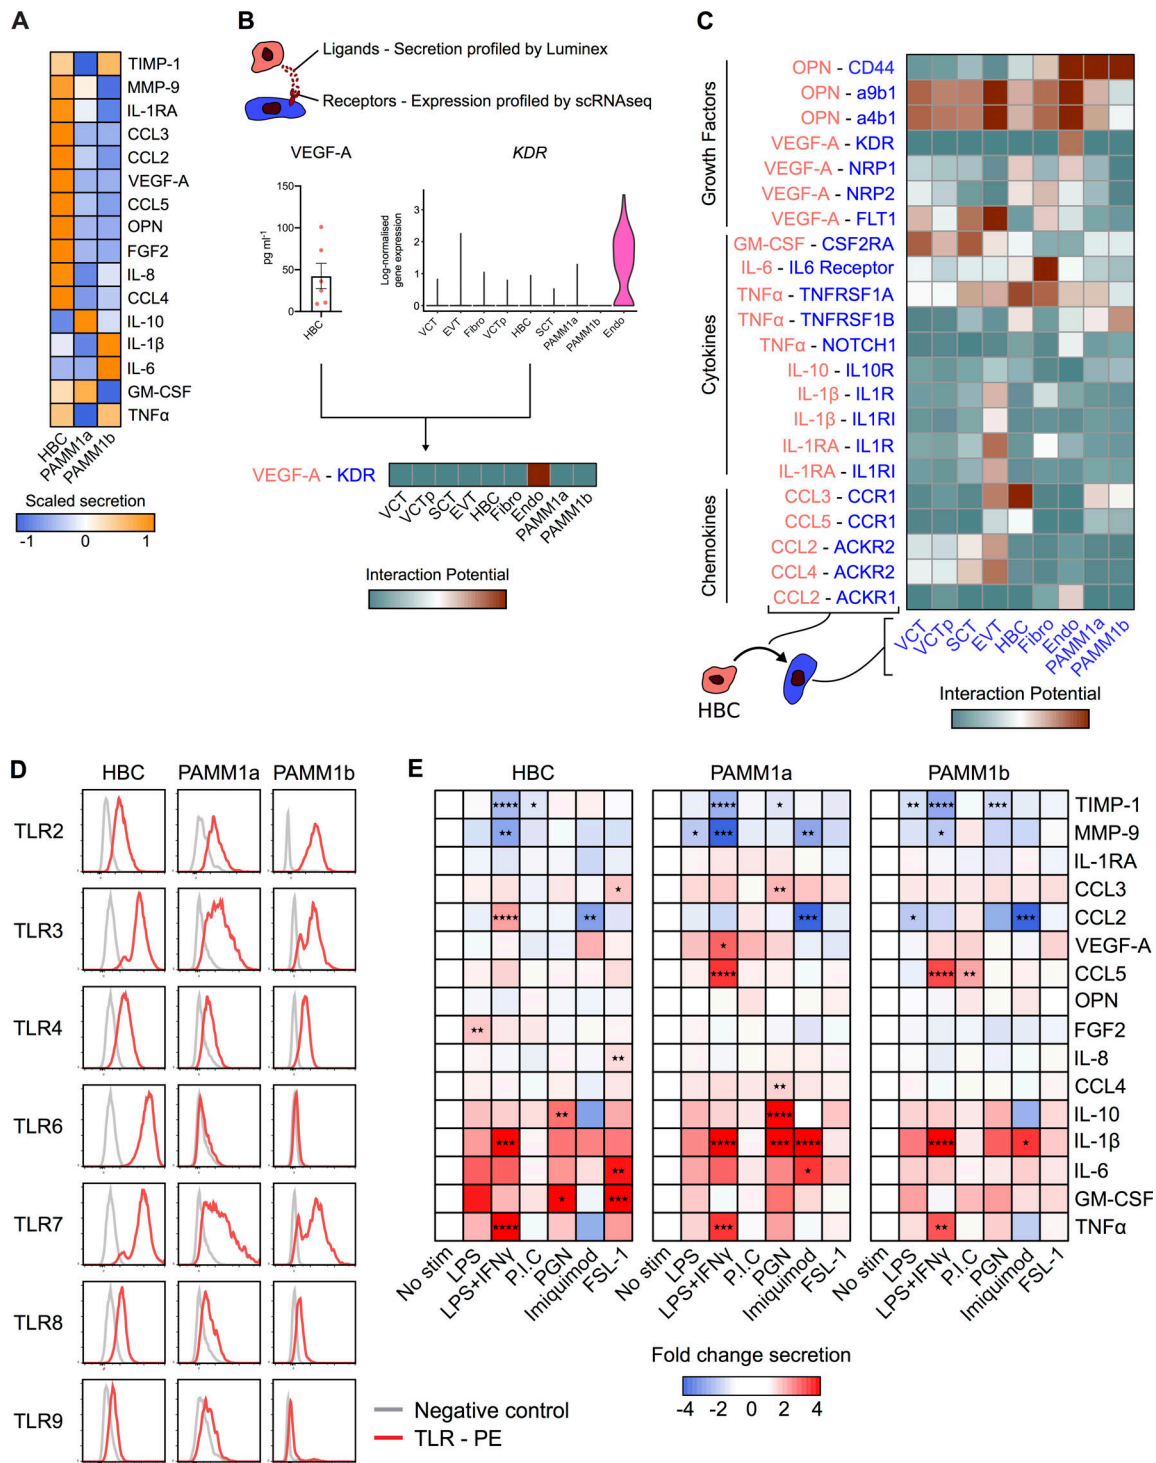 A
TIMP-1
MMP-9
IL-1RA
CCL3
CCL2
VEGF-A
CCL5
OPN
FGF2
IL-8
CCL4
IL-10
IL-1β
IL-6
GM-CSF
TNFα
HBC
PAMM1a
PAMM1b
Scaled secretion
-1 0 1
B
Ligands - Secretion profiled by Luminex
Receptors - Expression profiled by scRNAseq
VEGF-A
KDR
150
100
50
0
pg ml-1
HBC
Log-normalised
gene expression
3
2
1
0
VCT
EVT
Fibro
VCTp
HBC
SCT
PAMM1a
PAMM1b
Endo
VEGF-A - KDR
VCT
VCTp
SCT
EVT
HBC
Fibro
Endo
PAMM1a
PAMM1b
Interaction Potential
C
Growth Factors
OPN - CD44
OPN - a9b1
OPN - a4b1
VEGF-A - KDR
VEGF-A - NRP1
VEGF-A - NRP2
VEGF-A - FLT1
Cytokines
GM-CSF - CSF2RA
IL-6 - IL6 Receptor
TNFα - TNFRSF1A
TNFα - TNFRSF1B
TNFα - NOTCH1
IL-10 - IL10R
IL-1β - IL1R
IL-1β - IL1RI
IL-1RA - IL1R
IL-1RA - IL1RI
Chemokines
CCL3 - CCR1
CCL5 - CCR1
CCL2 - ACKR2
CCL4 - ACKR2
CCL2 - ACKR1
VCT
VCTp
SCT
EVT
HBC
Fibro
Endo
PAMM1a
PAMM1b
HBC
Interaction Potential
D
HBC PAMM1a PAMM1b
TLR2
TLR3
TLR4
TLR6
TLR7
TLR8
TLR9
Negative control
TLR - PE
E
HBC PAMM1a PAMM1b
**** * **** * ** **** *** TIMP-1
** * *** ** * MMP-9
IL-1RA
* ** CCL3
**** ** *** * *** CCL2
* VEGF-A
**** **** ** CCL5
OPN
** FGF2
** IL-8
** CCL4
** **** IL-10
*** **** *** **** **** * IL-1β
** * IL-6
* *** GM-CSF
**** *** ** TNFα
No stim
LPS
LPS+IFNγ
P.I.C
PGN
Imiquimod
FSL-1
No stim
LPS
LPS+IFNγ
P.I.C
PGN
Imiquimod
FSL-1
No stim
LPS
LPS+IFNγ
P.I.C
PGN
Imiquimod
FSL-1
Fold change secretion
-4 -2 0 2 4